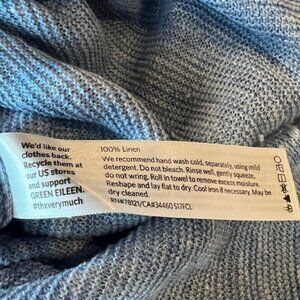 We'd like our
clothes back.
Recycle them at
our US stores
and support
GREEN EILEEN.
#thxverymuch
100% Linen
We recommend hand wash cold, separately, using mild
detergent. Do not bleach. Rinse well, gently squeeze,
do not wring. Roll in towel to remove excess moisture.
Reshape and lay flat to dry. Cool iron if necessary. May be
dry cleaned.
RN#78121/CA#34460 S17FCL